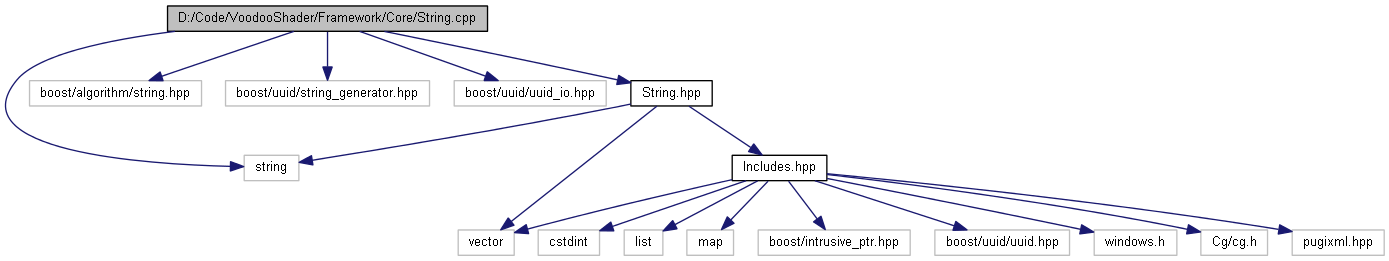 D:/Code/VoodooShader/Framework/Core/String.cpp
boost/algorithm/string.hpp
boost/uuid/string_generator.hpp
boost/uuid/uuid_io.hpp
String.hpp
string
Includes.hpp
vector
cstdint
list
map
boost/intrusive_ptr.hpp
boost/uuid/uuid.hpp
windows.h
Cg/cg.h
pugixml.hpp